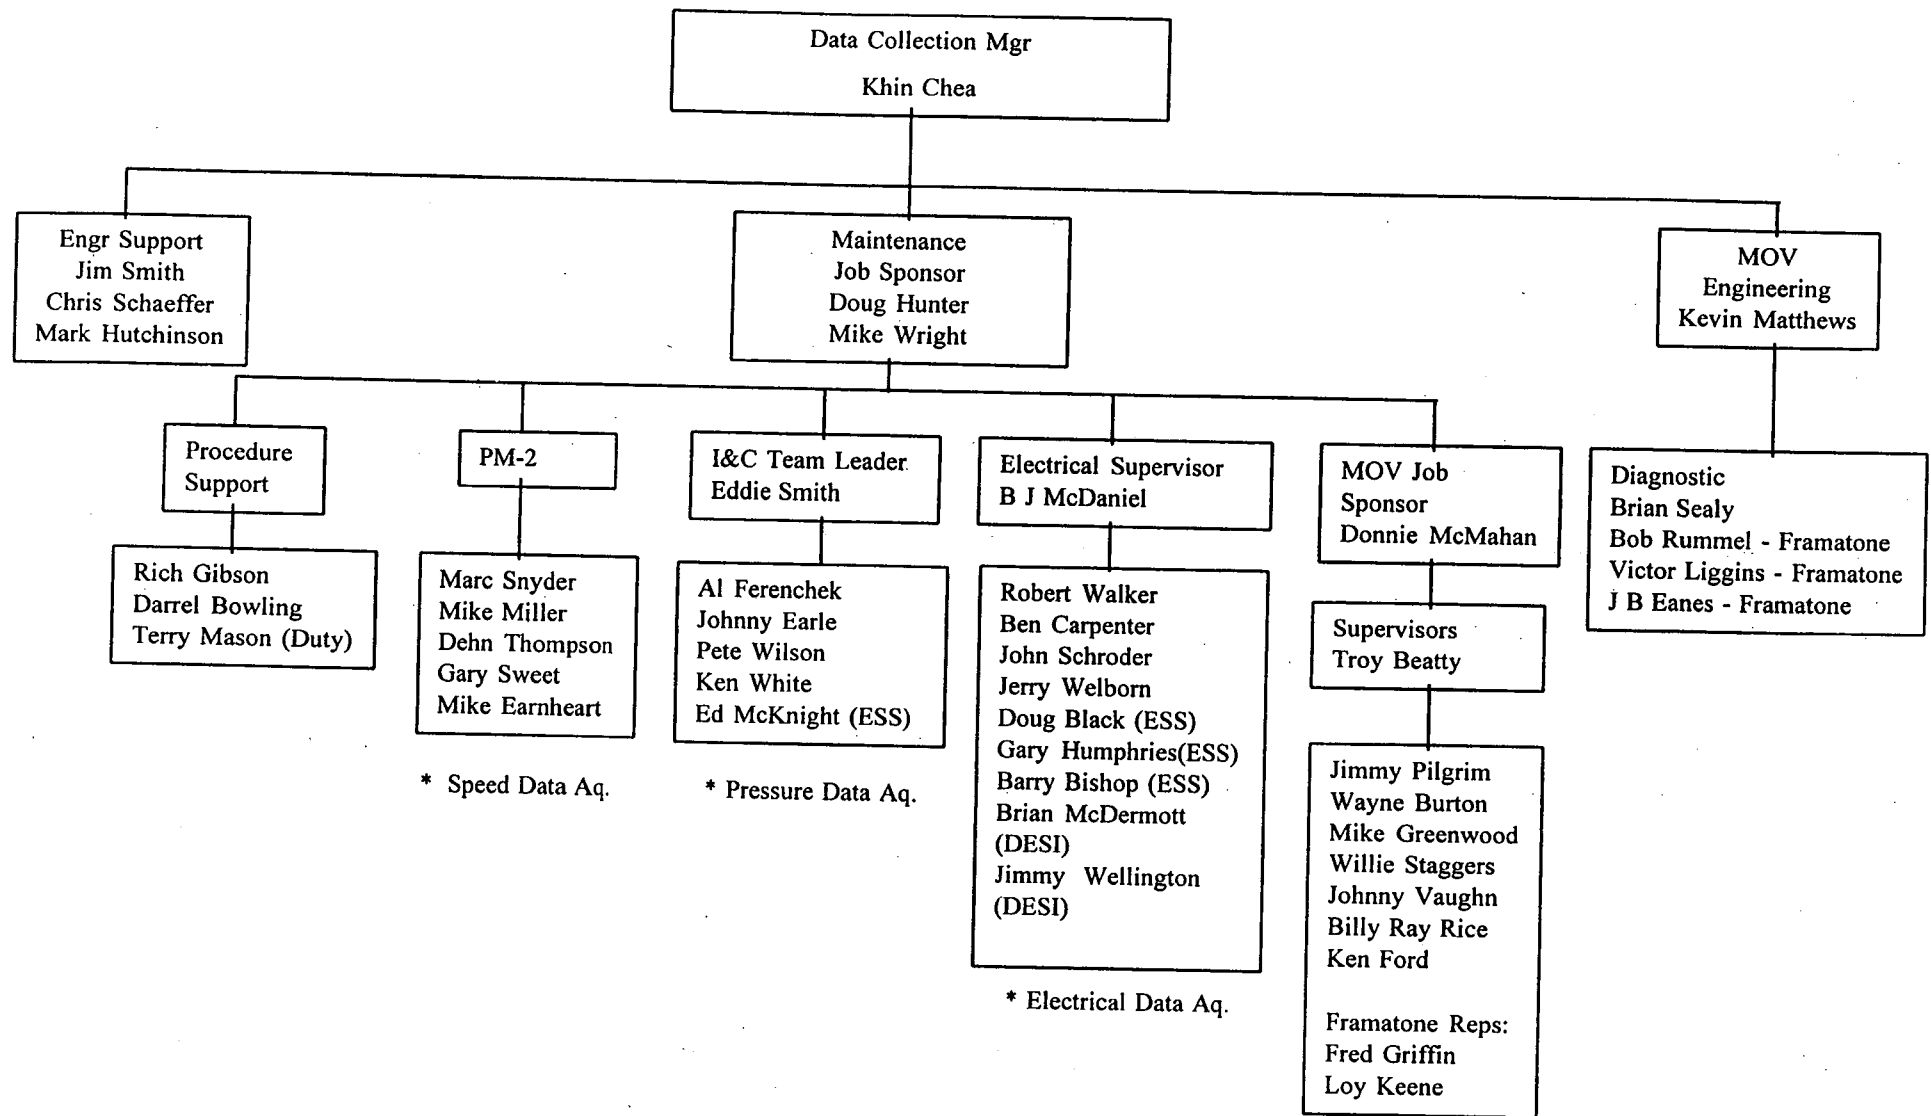 Data Collection Mgr
Khin Chea
Engr Support
Jim Smith
Chris Schaeffer
Mark Hutchinson
Maintenance
Job Sponsor
Doug Hunter
Mike Wright
MOV
Engineering
Kevin Matthews
Procedure
Support
PM-2
I&C Team Leader
Eddie Smith
Electrical Supervisor
B J McDaniel
MOV Job
Sponsor
Donnie McMahan
Diagnostic
Brian Sealy
Bob Rummel - Framatone
Victor Liggins - Framatone
J B Eanes - Framatone
Rich Gibson
Darrel Bowling
Terry Mason (Duty)
Marc Snyder
Mike Miller
Dehn Thompson
Gary Sweet
Mike Earnheart
* Speed Data Aq.
Al Ferenchek
Johnny Earle
Pete Wilson
Ken White
Ed McKnight (ESS)
* Pressure Data Aq.
Robert Walker
Ben Carpenter
John Schroder
Jerry Welborn
Doug Black (ESS)
Gary Humphries(ESS)
Barry Bishop (ESS)
Brian McDermott
(DESI)
Jimmy Wellington
(DESI)
* Electrical Data Aq.
Supervisors
Troy Beatty
Jimmy Pilgrim
Wayne Burton
Mike Greenwood
Willie Staggers
Johnny Vaughn
Billy Ray Rice
Ken Ford
Framatone Reps:
Fred Griffin
Loy Keene